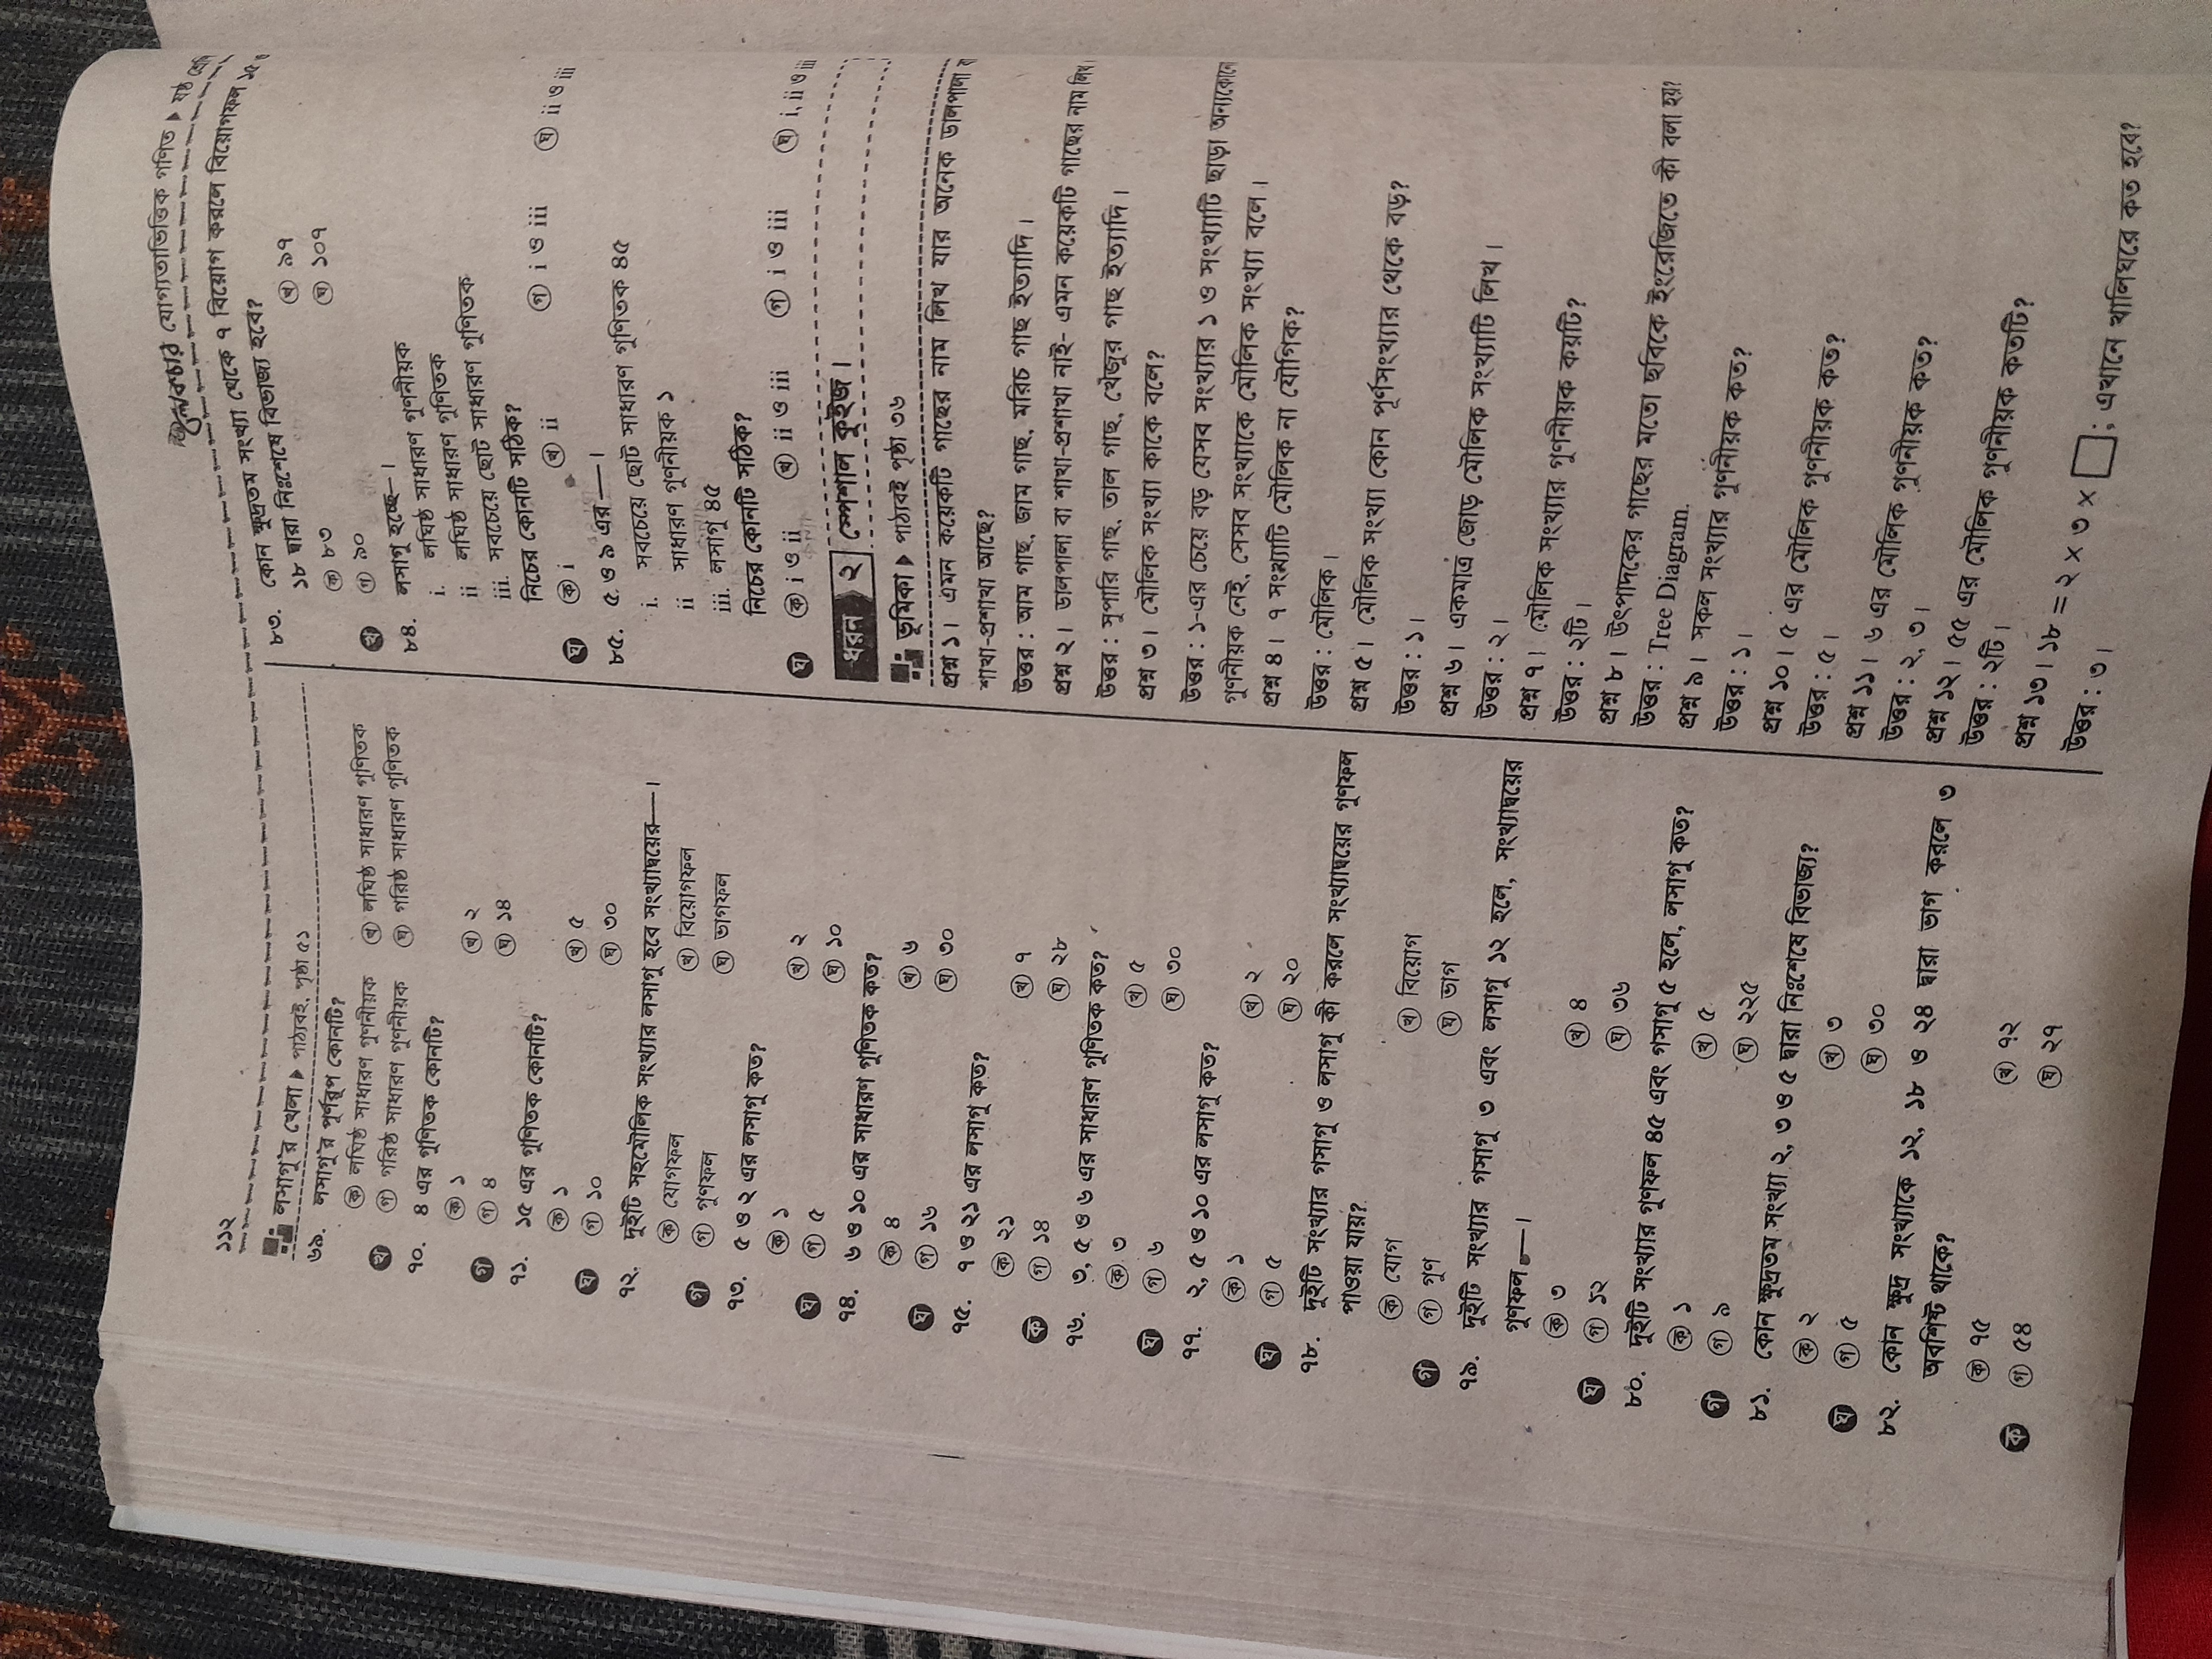 ১১২
লেকচার যোগ্যতাভিত্তিক গণিত ▶ ষষ্ঠ
লসাগু'র খেলা ▶ পাঠ্যবই, পৃষ্ঠা ৫১
৬৯. লসাগু'র পূর্ণরূপ কোনটি?
ক লঘিষ্ঠ সাধারণ গুণনীয়ক খ লঘিষ্ঠ সাধারণ গুণিতক
খ গ গরিষ্ঠ সাধারণ গুণনীয়ক ঘ গরিষ্ঠ সাধারণ গুণিতক
৭০. ৪ এর গুণিতক কোনটি?
ক ১ খ ২
গ গ ৪ ঘ ১৪
৭১. ১৫ এর গুণিতক কোনটি?
ক ১ খ ৫
ঘ গ ১০ ঘ ৩০
৭২. দুইটি সহমৌলিক সংখ্যার লসাগু হবে সংখ্যাদ্বয়ের—।
ক যোগফল খ বিয়োগফল
গ গ গুণফল ঘ ভাগফল
৭৩. ৫ ও ২ এর লসাগু কত?
ক ১ খ ২
ঘ গ ৫ ঘ ১০
৭৪. ৬ ও ১০ এর সাধারণ গুণিতক কত?
ক ৪ খ ৬
ঘ গ ১৬ ঘ ৩০
৭৫. ৭ ও ২১ এর লসাগু কত?
ক ২১ খ ৭
ক গ ১৪ ঘ ২৮
৭৬. ৩, ৫ ও ৬ এর সাধারণ গুণিতক কত?
ক ৩ খ ৫
ঘ গ ৬ ঘ ৩০
৭৭. ২, ৫ ও ১০ এর লসাগু কত?
ক ১ খ ২
ঘ গ ৫ ঘ ২০
৭৮. দুইটি সংখ্যার গসাগু ও লসাগু কী করলে সংখ্যাদ্বয়ের গুণফল
পাওয়া যায়?
ক যোগ খ বিয়োগ
গ গ গুণ ঘ ভাগ
৭৯. দুইটি সংখ্যার গসাগু ৩ এবং লসাগু ১২ হলে, সংখ্যাদ্বয়ের
গুণফল —।
ক ৩ খ ৪
ঘ গ ১২ ঘ ৩৬
৮০. দুইটি সংখ্যার গুণফল ৪৫ এবং গসাগু ৫ হলে, লসাগু কত?
ক ১ খ ৫
গ গ ৯ ঘ ২২৫
৮১. কোন ক্ষুদ্রতম সংখ্যা ২, ৩ ও ৫ দ্বারা নিঃশেষে বিভাজ্য?
ক ২ খ ৩
ঘ গ ৫ ঘ ৩০
৮২. কোন ক্ষুদ্র সংখ্যাকে ১২, ১৮ ও ২৪ দ্বারা ভাগ করলে ৩
অবশিষ্ট থাকে?
ক ৭৫ খ ৭২
ক গ ৫৪ ঘ ২৭
৮৩. কোন ক্ষুদ্রতম সংখ্যা থেকে ৭ বিয়োগ করলে বিয়োগফল ১৫ ও
১৮ দ্বারা নিঃশেষে বিভাজ্য হবে?
ক ৮৩ খ ৯৭
খ গ ৯০ ঘ ১০৭
৮৪. লসাগু হচ্ছে—।
i. লঘিষ্ঠ সাধারণ গুণনীয়ক
ii লঘিষ্ঠ সাধারণ গুণিতক
iii. সবচেয়ে ছোট সাধারণ গুণিতক
নিচের কোনটি সঠিক?
ঘ ক i খ ii গ i ও iii ঘ ii ও iii
৮৫. ৫ ও ৯ এর —।
i. সবচেয়ে ছোট সাধারণ গুণিতক ৪৫
ii সাধারণ গুণনীয়ক ১
iii. লসাগু ৪৫
নিচের কোনটি সঠিক?
ঘ ক i ও ii খ ii ও iii গ i ও iii ঘ i, ii ও iii
ধরন ২ স্পেশাল কুইজ।
ভূমিকা ▶ পাঠ্যবই পৃষ্ঠা ৩৬
প্রশ্ন ১। এমন কয়েকটি গাছের নাম লিখ যার অনেক ডালপালা বা
শাখা-প্রশাখা আছে?
উত্তর : আম গাছ, জাম গাছ, মরিচ গাছ ইত্যাদি।
প্রশ্ন ২। ডালপালা বা শাখা-প্রশাখা নাই- এমন কয়েকটি গাছের নাম লিখ।
উত্তর : সুপারি গাছ, তাল গাছ, খেঁজুর গাছ ইত্যাদি।
প্রশ্ন ৩। মৌলিক সংখ্যা কাকে বলে?
উত্তর : ১-এর চেয়ে বড় যেসব সংখ্যার ১ ও সংখ্যাটি ছাড়া অন্যকোনো
গুণনীয়ক নেই, সেসব সংখ্যাকে মৌলিক সংখ্যা বলে।
প্রশ্ন ৪। ৭ সংখ্যাটি মৌলিক না যৌগিক?
উত্তর : মৌলিক।
প্রশ্ন ৫। মৌলিক সংখ্যা কোন পূর্ণসংখ্যার থেকে বড়?
উত্তর : ১।
প্রশ্ন ৬। একমাত্র জোড় মৌলিক সংখ্যাটি লিখ।
উত্তর : ২।
প্রশ্ন ৭। মৌলিক সংখ্যার গুণনীয়ক কয়টি?
উত্তর : ২টি।
প্রশ্ন ৮। উৎপাদকের গাছের মতো ছবিকে ইংরেজিতে কী বলা হয়?
উত্তর : Tree Diagram.
প্রশ্ন ৯। সকল সংখ্যার গুণনীয়ক কত?
উত্তর : ১।
প্রশ্ন ১০। ৫ এর মৌলিক গুণনীয়ক কত?
উত্তর : ৫।
প্রশ্ন ১১। ৬ এর মৌলিক গুণনীয়ক কত?
উত্তর : ২, ৩।
প্রশ্ন ১২। ৫৫ এর মৌলিক গুণনীয়ক কতটি?
উত্তর : ২টি।
প্রশ্ন ১৩। ১৮ = ২ × ৩ × □; এখানে খালিঘরে কত হবে?
উত্তর : ৩।